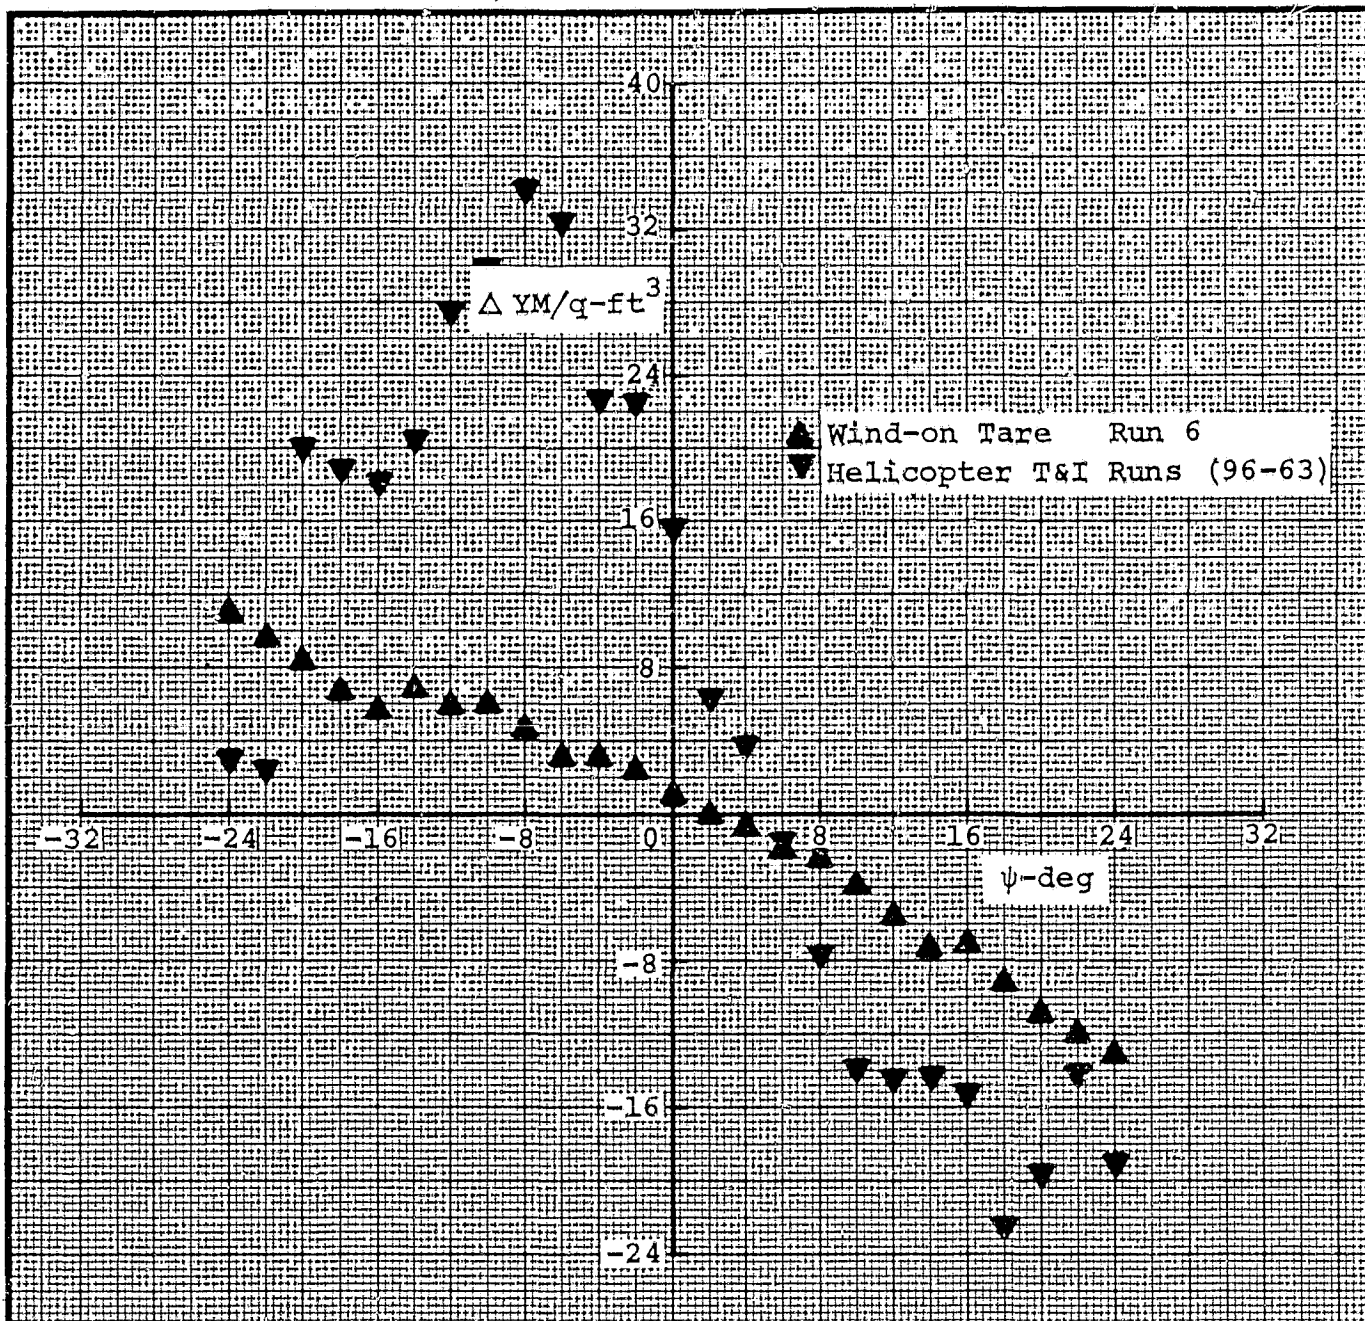 40
32
△ YM/q-ft³
24
▲ Wind-on Tare Run 6
▼ Helicopter T&I Runs (96-63)
16
8
-32 -24 -16 -8 0 8 16 24 32
ψ-deg
-8
-16
-24